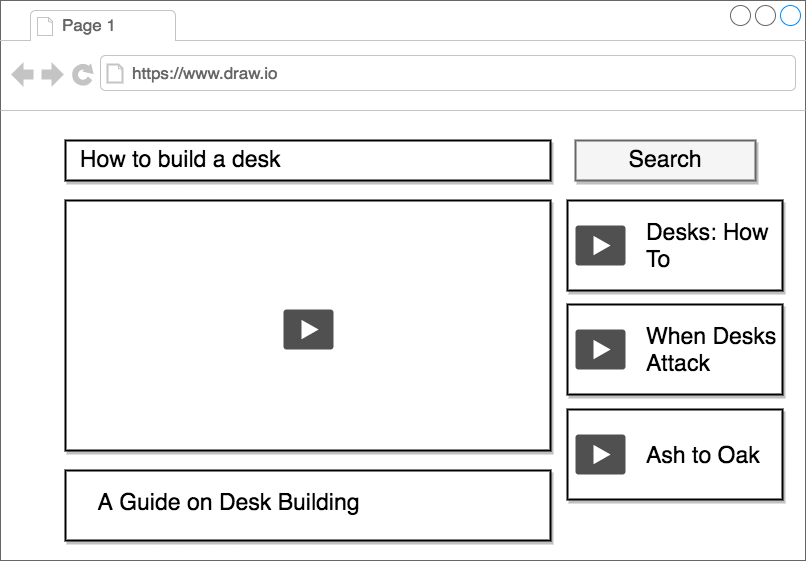 Page 1
https://www.draw.io
How to build a desk
Search
Desks: How
To
When Desks
Attack
Ash to Oak
A Guide on Desk Building